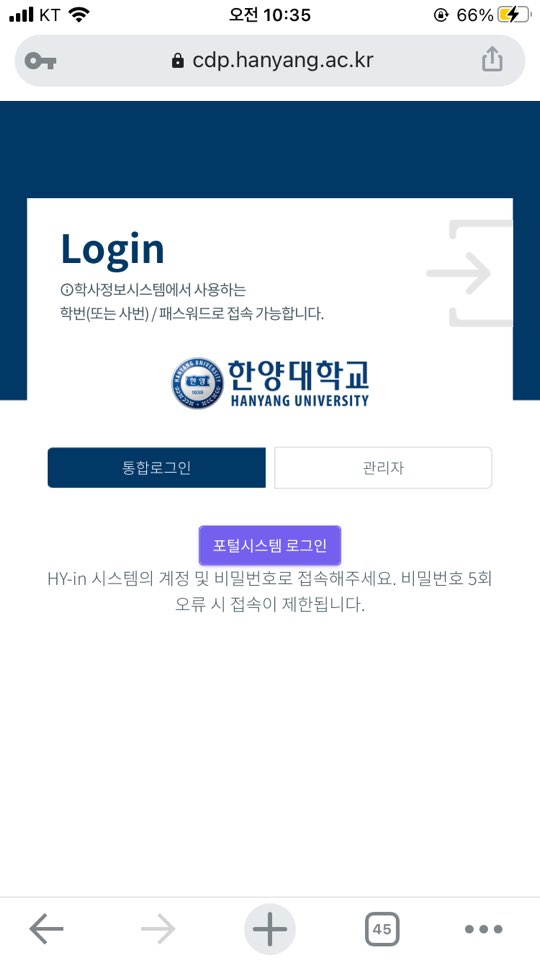 KT 오전 10:35 66%
cdp.hanyang.ac.kr
Login
학사정보시스템에서 사용하는
학번(또는 사번) / 패스워드로 접속 가능합니다.
HANYANG UNIVERSITY
한양
1939
한양대학교
HANYANG UNIVERSITY
통합로그인 관리자
포털시스템 로그인
HY-in 시스템의 계정 및 비밀번호로 접속해주세요. 비밀번호 5회
오류 시 접속이 제한됩니다.
45